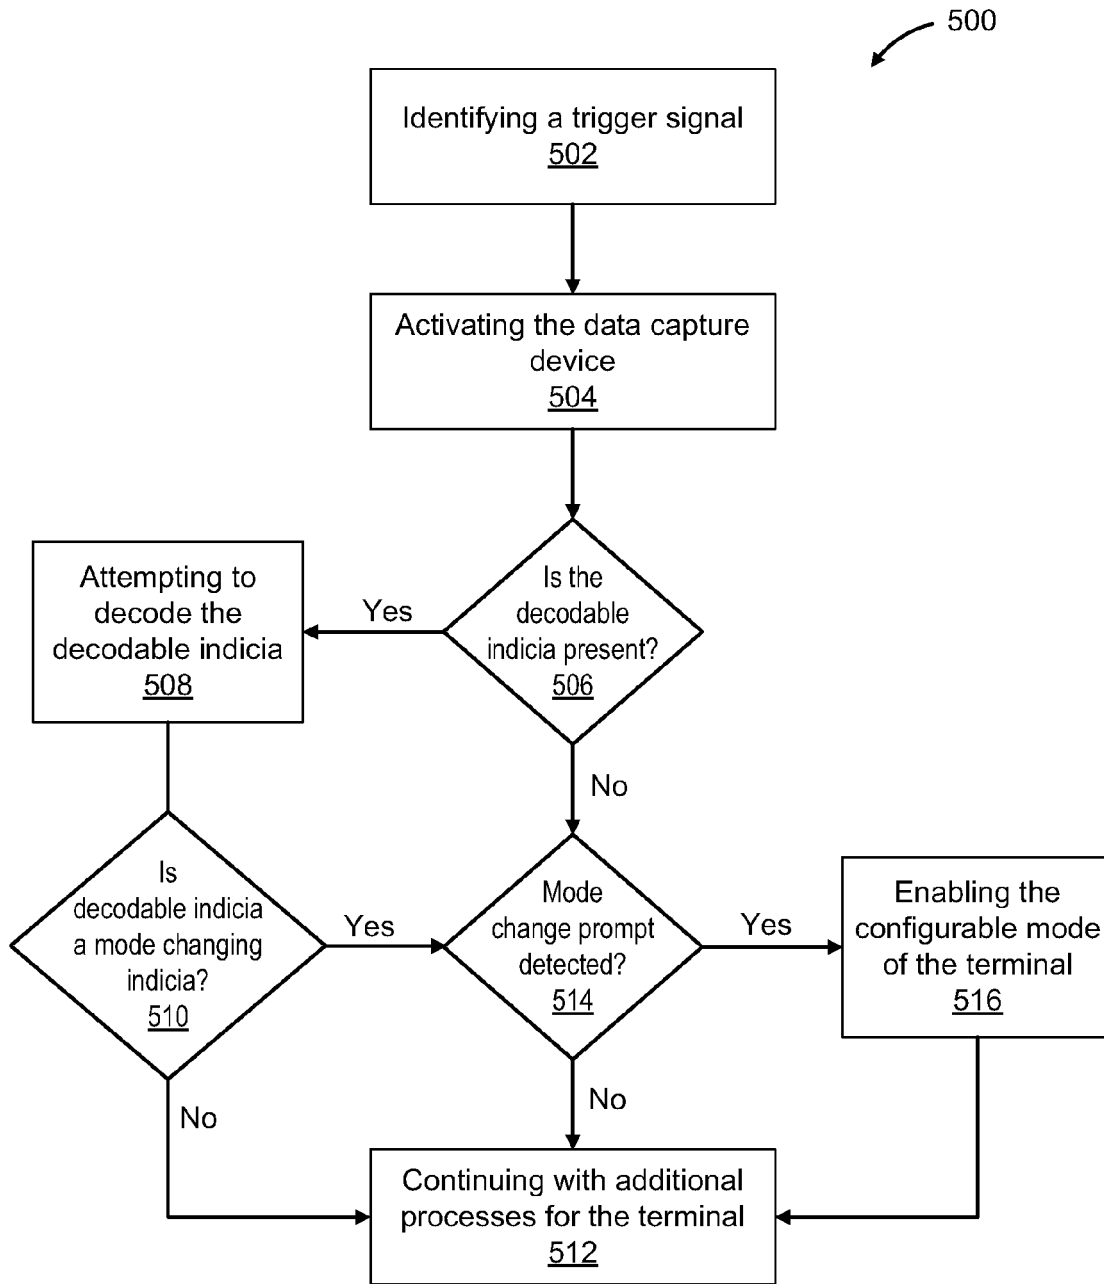 500
Identifying a trigger signal
502
Activating the data capture
device
504
Is the
decodable
indicia present?
506
Yes
Attempting to
decode the
decodable indicia
508
No
Is
decodable indicia
a mode changing
indicia?
510
Yes
Mode
change prompt
detected?
514
Yes
Enabling the
configurable mode
of the terminal
516
No
No
Continuing with additional
processes for the terminal
512